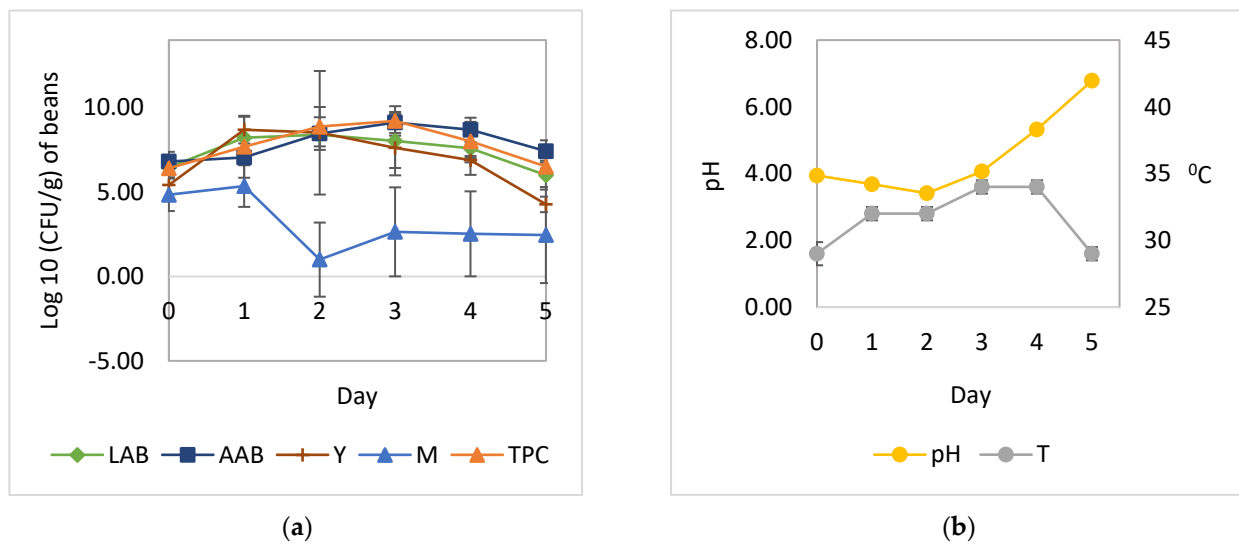 10.00
5.00
0.00
-5.00
Log 10 (CFU/g) of beans
0 1 2 3 4 5
Day
LAB AAB Y M TPC
(a)
8.00
6.00
4.00
2.00
0.00
pH
45
40
35
30
25
⁰C
0 1 2 3 4 5
Day
pH T
(b)